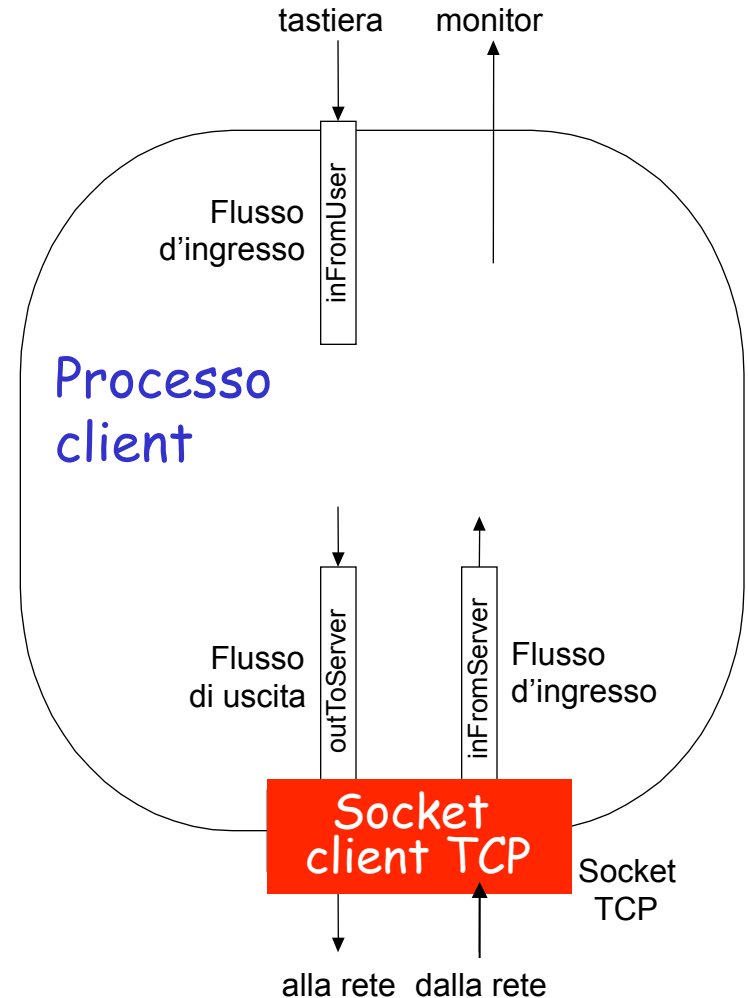 tastiera
monitor
Flusso
d'ingresso
inFromUser
Processo
client
Flusso
di uscita
outToServer
inFromServer
Flusso
d'ingresso
Socket
client TCP
Socket
TCP
alla rete
dalla rete